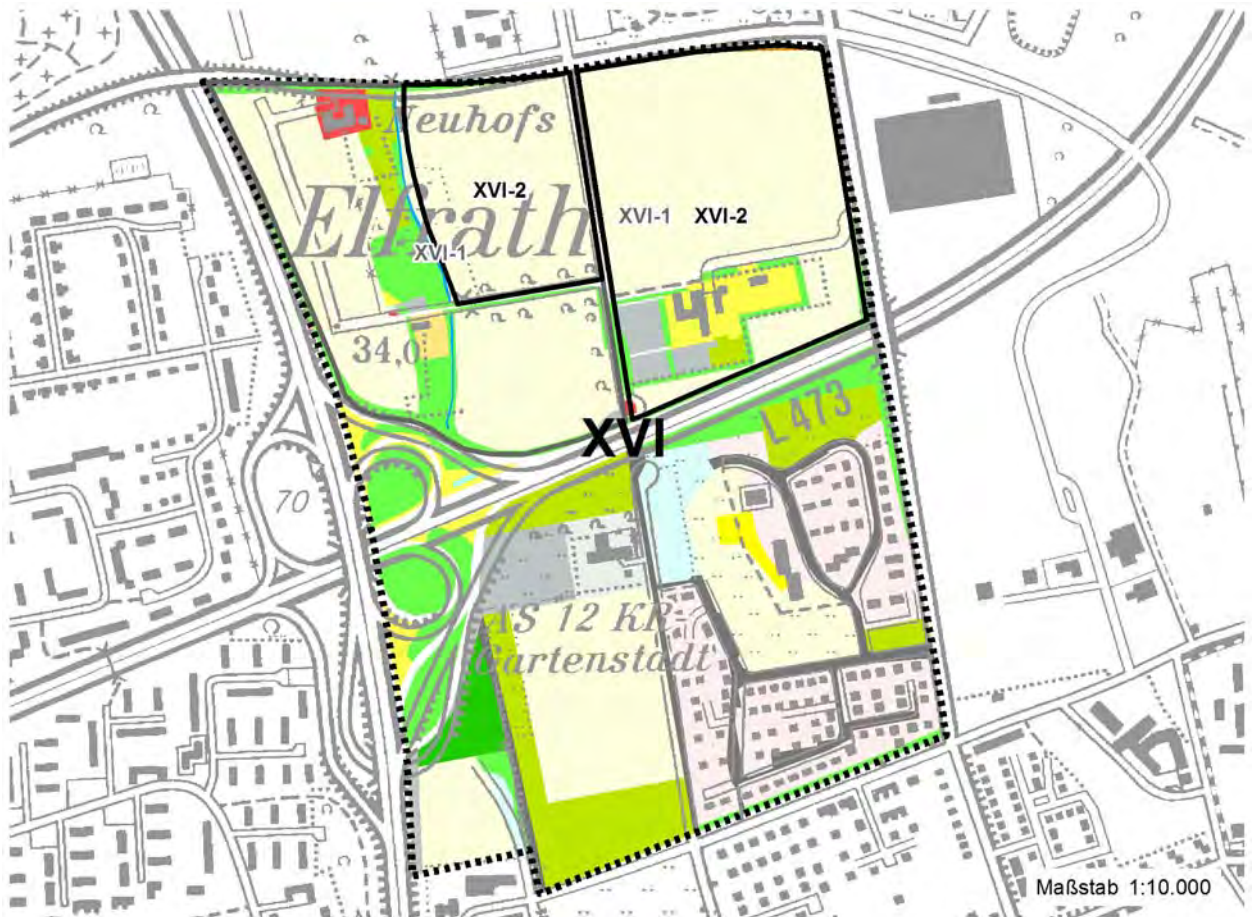 Neuhofs
Elfrath
XVI-2
XVI-1
XVI-1
XVI-2
34,0
L 473
XVI
70
AS 12 KR-
Gartenstadt
Maßstab 1:10.000